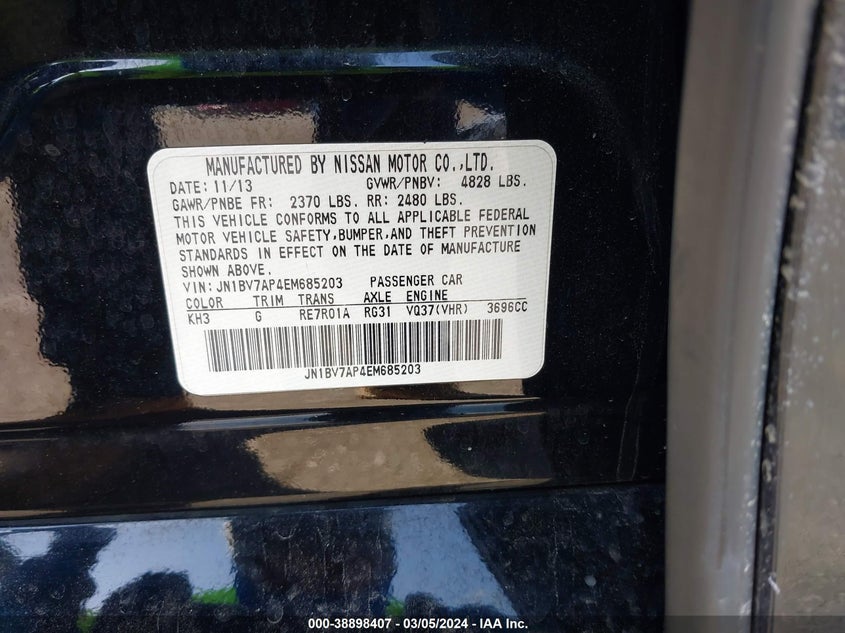 MANUFACTURED BY NISSAN MOTOR CO.,LTD.
DATE: 11/13 GVWR/PNBV: 4828 LBS.
GAWR/PNBE FR: 2370 LBS. RR: 2480 LBS.
THIS VEHICLE CONFORMS TO ALL APPLICABLE FEDERAL
MOTOR VEHICLE SAFETY,BUMPER,AND THEFT PREVENTION
STANDARDS IN EFFECT ON THE DATE OF MANUFACTURE
SHOWN ABOVE.
VIN: JN1BV7AP4EM685203 PASSENGER CAR
COLOR TRIM TRANS AXLE ENGINE
KH3 G RE7R01A RG31 VQ37(VHR) 3696CC
JN1BV7AP4EM685203
000-38898407 - 03/05/2024 - IAA Inc.